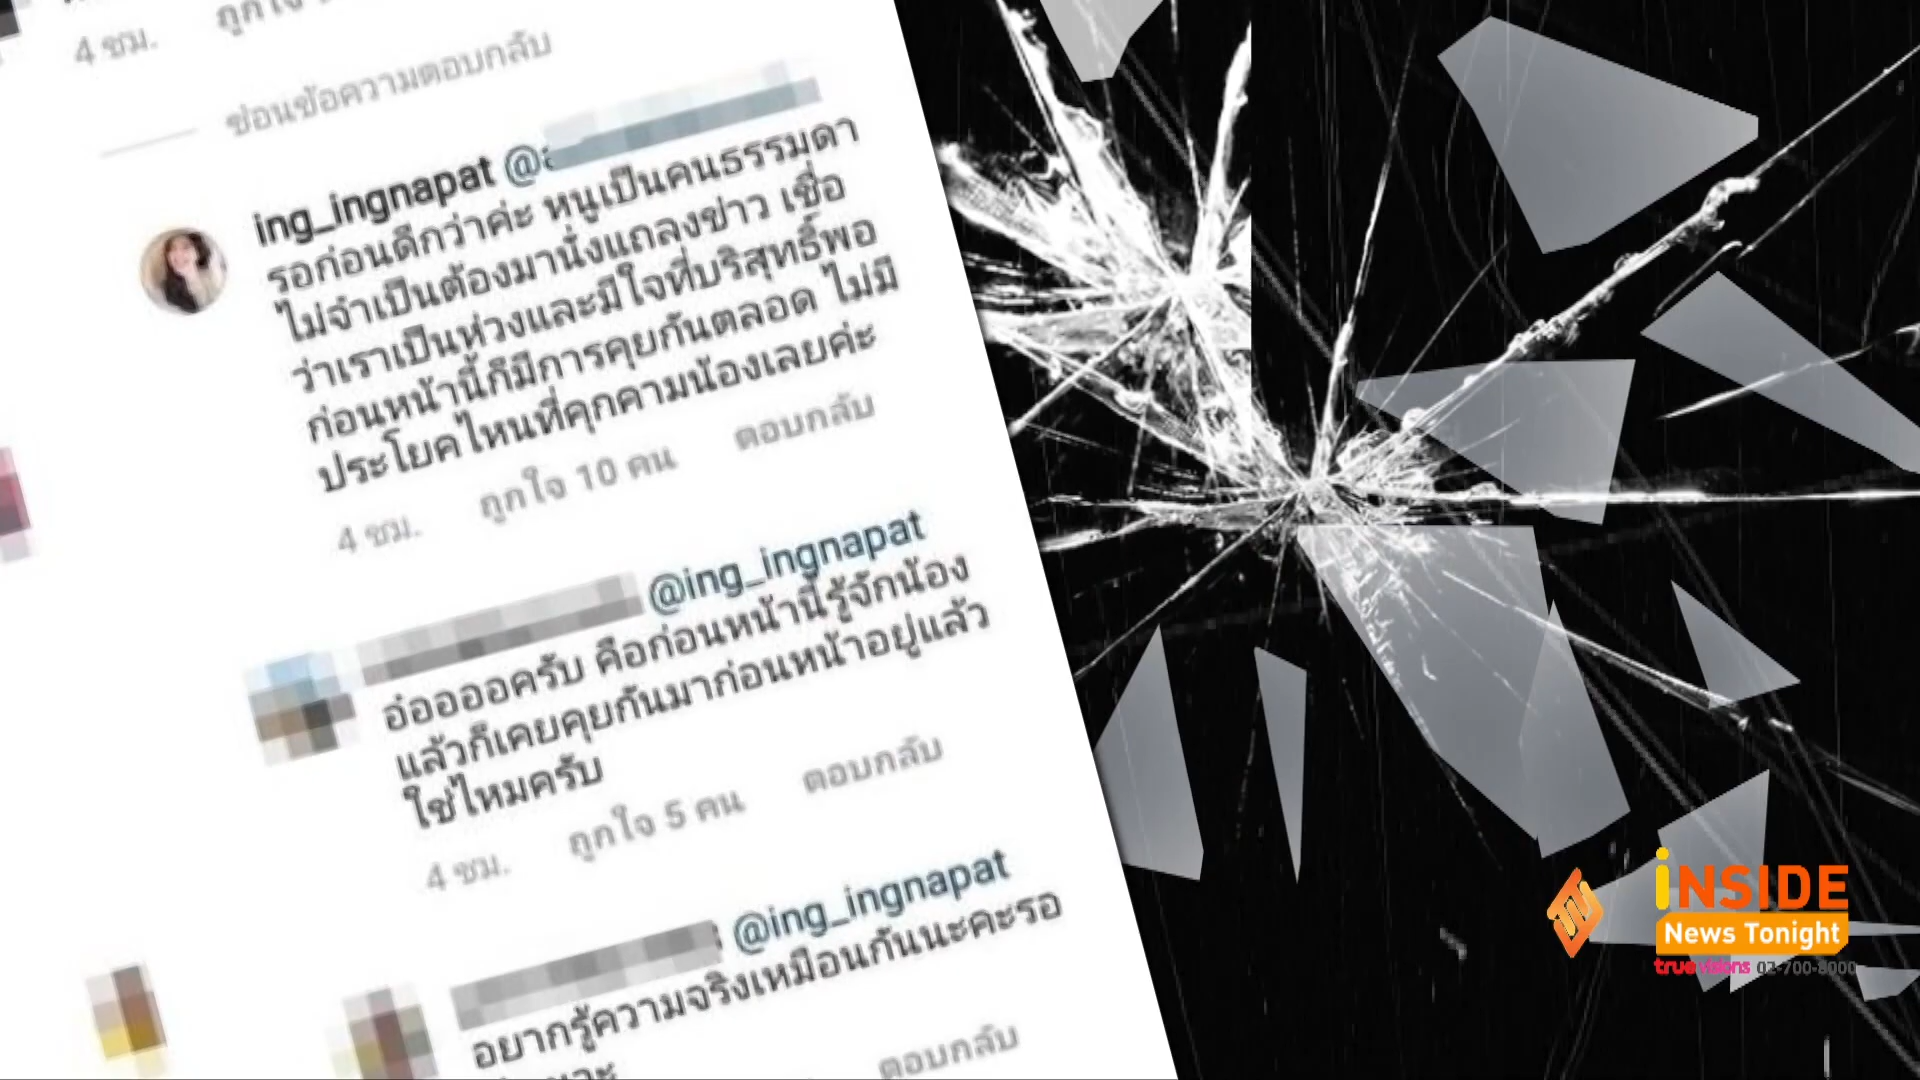 4 ชม.
ถูกใจ
ซ่อนข้อความตอบกลับ
ing_ingnapat @a
รอก่อนดีกว่าค่ะ หนูเป็นคนธรรมดา
ไม่จำเป็นต้องมานั่งแถลงข่าว เชื่อ
ว่าเราเป็นห่วงและมีใจที่บริสุทธิ์พอ
ก่อนหน้านี้ก็มีการคุยกันตลอด ไม่มี
ประโยคไหนที่คุกคามน้องเลยค่ะ
4 ชม. ถูกใจ 10 คน ตอบกลับ
@ing_ingnapat
อ๋ออออครับ คือก่อนหน้านี้รู้จักน้อง
แล้วก็เคยคุยกันมาก่อนหน้าอยู่แล้ว
ใช่ไหมครับ
4 ชม. ถูกใจ 5 คน ตอบกลับ
@ing_ingnapat
อยากรู้ความจริงเหมือนกันนะคะรอ
ตอบกลับ
iNSIDE
News Tonight
truevisions 02-700-8000